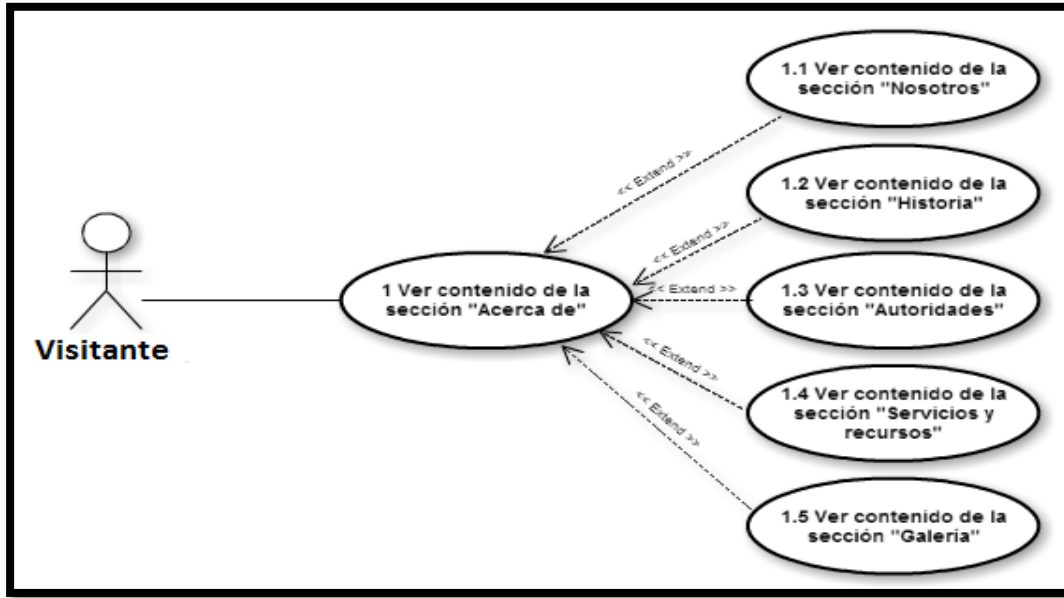 1.1 Ver contenido de la
sección "Nosotros"
<< Extend >>
1.2 Ver contenido de la
sección "Historia"
<< Extend >>
Visitante
1 Ver contenido de la
sección "Acerca de"
<< Extend >>
1.3 Ver contenido de la
sección "Autoridades"
<< Extend >>
1.4 Ver contenido de la
sección "Servicios y
recursos"
<< Extend >>
1.5 Ver contenido de la
sección "Galería"